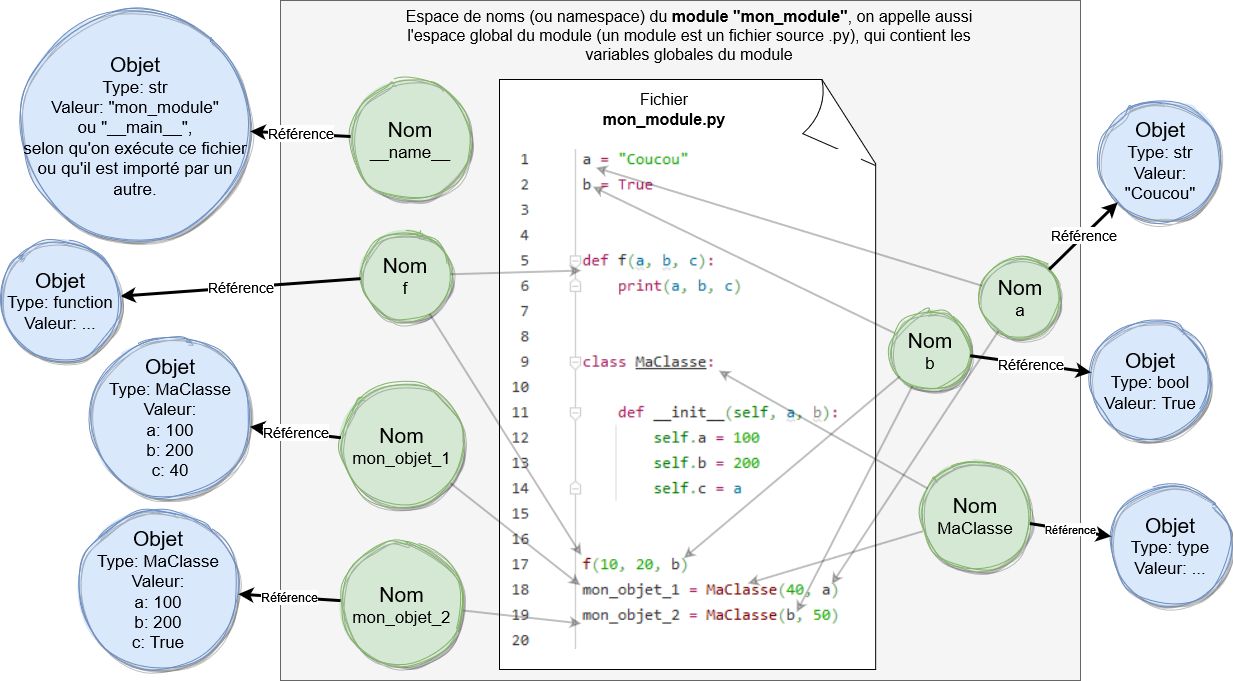 Espace de noms (ou namespace) du module "mon_module", on appelle aussi
l'espace global du module (un module est un fichier source .py), qui contient les
variables globales du module
Objet
Type: str
Valeur: "mon_module"
ou "__main__",
selon qu'on exécute ce fichier
ou qu'il est importé par un
autre.
Référence
Nom
__name__
Objet
Type: function
Valeur: ...
Référence
Nom
f
Objet
Type: MaClasse
Valeur:
a: 100
b: 200
c: 40
Référence
Nom
mon_objet_1
Objet
Type: MaClasse
Valeur:
a: 100
b: 200
c: True
Référence
Nom
mon_objet_2
Fichier
mon_module.py
1 a = "Coucou"
2 b = True
3
4
5 def f(a, b, c):
6     print(a, b, c)
7
8
9 class MaClasse:
10
11     def __init__(self, a, b):
12         self.a = 100
13         self.b = 200
14         self.c = a
15
16
17 f(10, 20, b)
18 mon_objet_1 = MaClasse(40, a)
19 mon_objet_2 = MaClasse(b, 50)
20
Objet
Type: str
Valeur:
"Coucou"
Référence
Nom
a
Nom
b
Référence
Objet
Type: bool
Valeur: True
Nom
MaClasse
Référence
Objet
Type: type
Valeur: ...